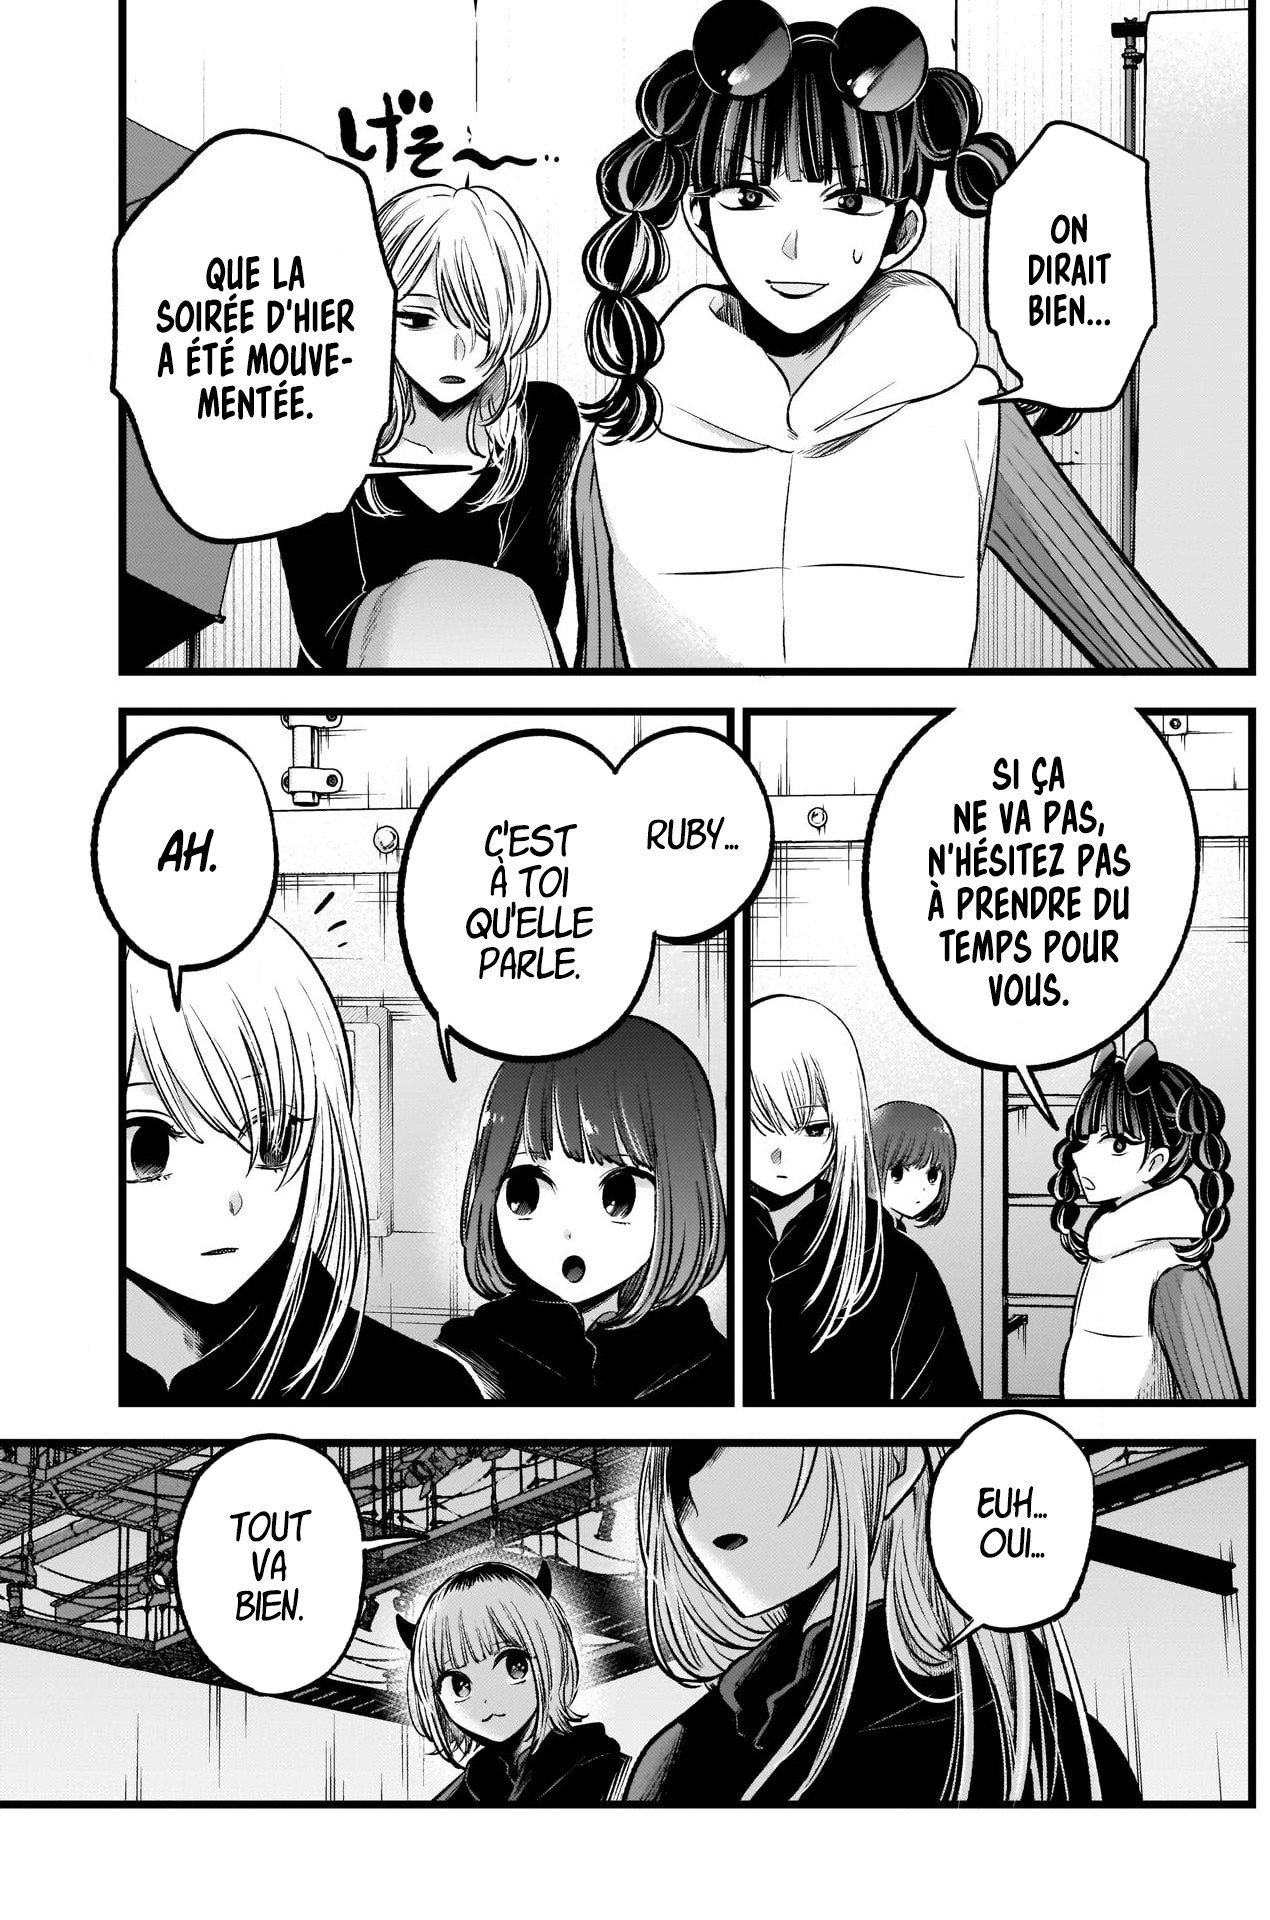 げそ〜…
ON
DIRAIT
BIEN...
QUE LA
SOIRÉE D'HIER
A ÉTÉ MOUVE-
MENTÉE.
SI ÇA
NE VA PAS,
N'HÉSITEZ PAS
À PRENDRE DU
TEMPS POUR
VOUS.
RUBY...
C'EST
À TOI
QU'ELLE
PARLE.
AH.
EUH...
OUI...
TOUT
VA
BIEN.